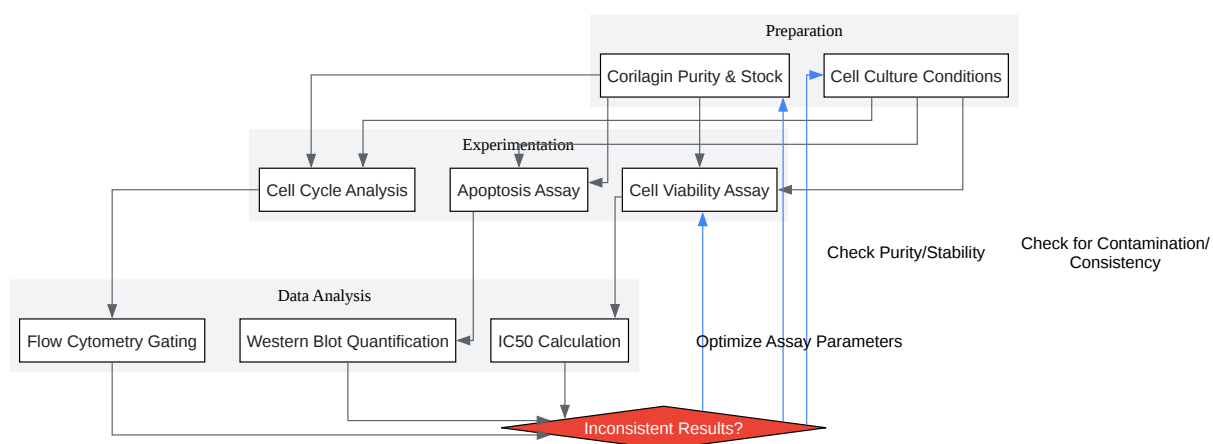 Preparation
Corilagin Purity & Stock
Cell Culture Conditions
Experimentation
Cell Cycle Analysis
Apoptosis Assay
Cell Viability Assay
Check Purity/Stability
Check for Contamination/
Consistency
Data Analysis
Flow Cytometry Gating
Western Blot Quantification
IC50 Calculation
Optimize Assay Parameters
Inconsistent Results?